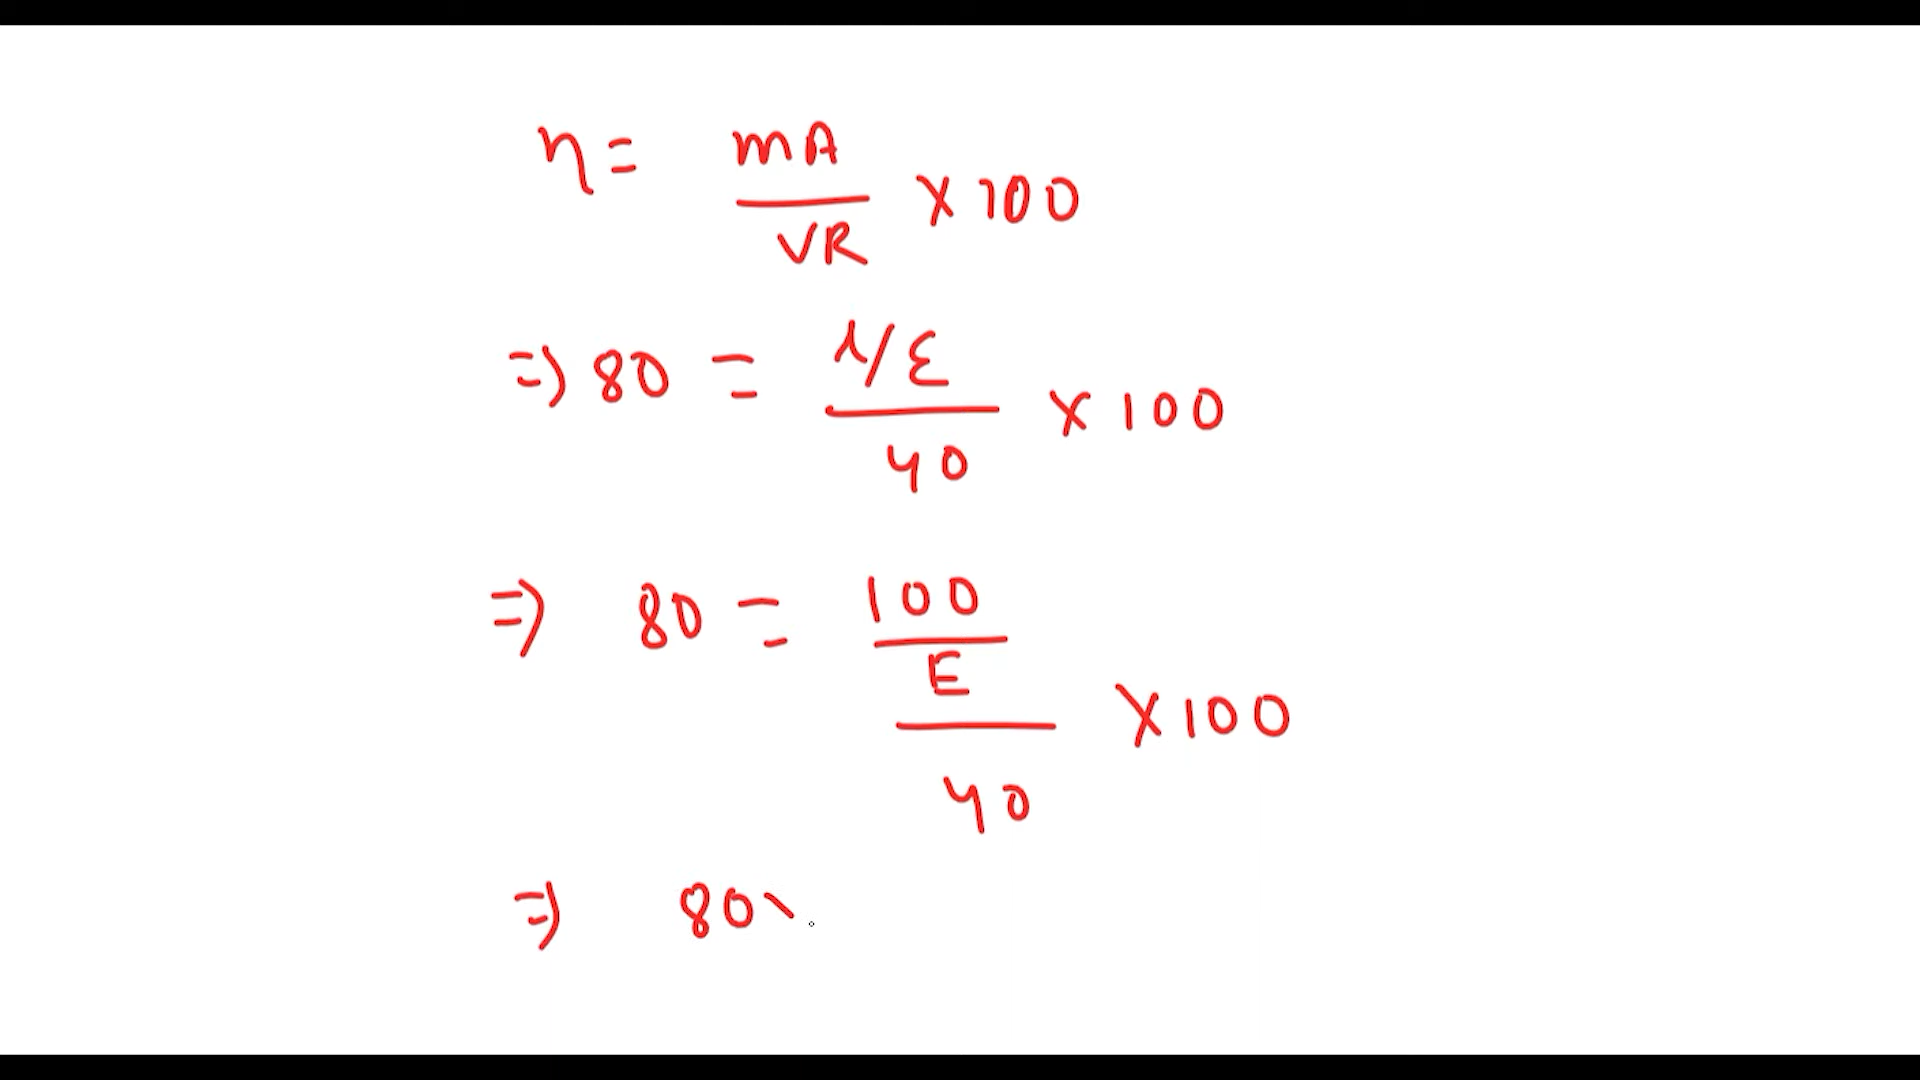 η = MA/VR × 100
⇒ 80 = L/E/40 × 100
⇒ 80 = 100/E/40 × 100
⇒ 80